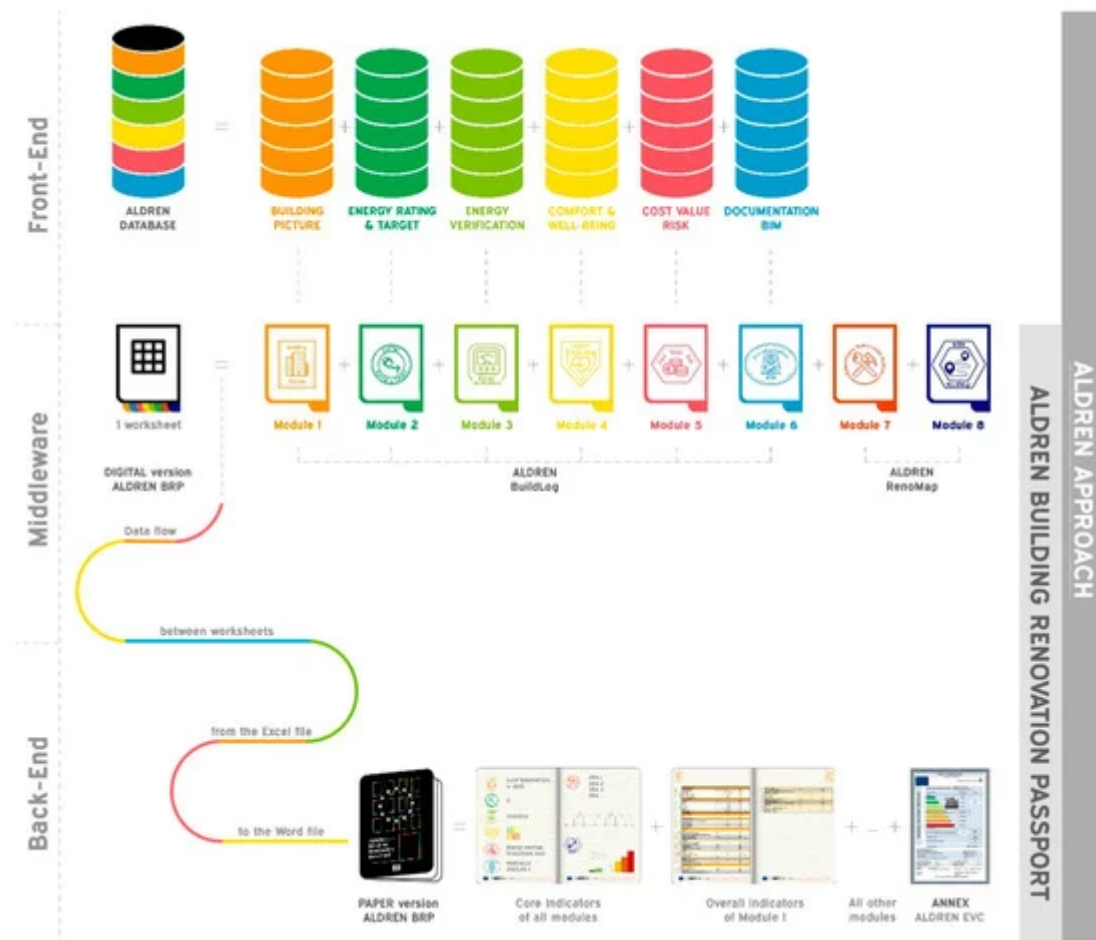 Front-End
ALDREN
DATABASE
=
BUILDING
PICTURE
+
ENERGY RATING
& TARGET
+
ENERGY
VERIFICATION
+
COMFORT &
WELL-BEING
+
COST VALUE
RISK
+
DOCUMENTATION
BIM
Middleware
1 worksheet
=
Module 1
+
Module 2
+
Module 3
+
Module 4
+
Module 5
+
Module 6
+
Module 7
+
Module 8
DIGITAL version
ALDREN BRP
ALDREN
BuildLog
ALDREN
RenoMap
Data flow
between worksheets
Back-End
from the Excel file
to the Word file
PAPER version
ALDREN BRP
=
Core Indicators
of all modules
+
Overall Indicators
of Module 1
+ _ +
All other
modules
ANNEX
ALDREN EVC
ALDREN BUILDING RENOVATION PASSPORT
ALDREN APPROACH